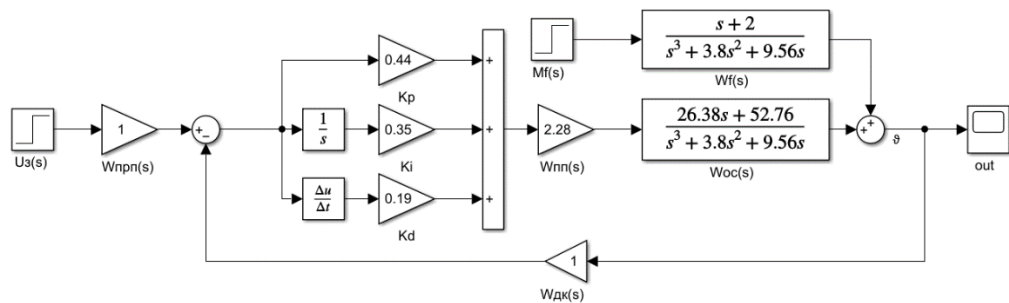 s + 2
s³ + 3.8s² + 9.56s
Mf(s)
Wf(s)
0.44
+
Kp
Uз(s)
1
Wпрп(s)
+
−
1
s
0.35
Ki
+
2.28
Wпп(s)
26.38s + 52.76
s³ + 3.8s² + 9.56s
Wос(s)
+
+
ϑ
out
Δu
Δt
0.19
Kd
+
1
Wдк(s)